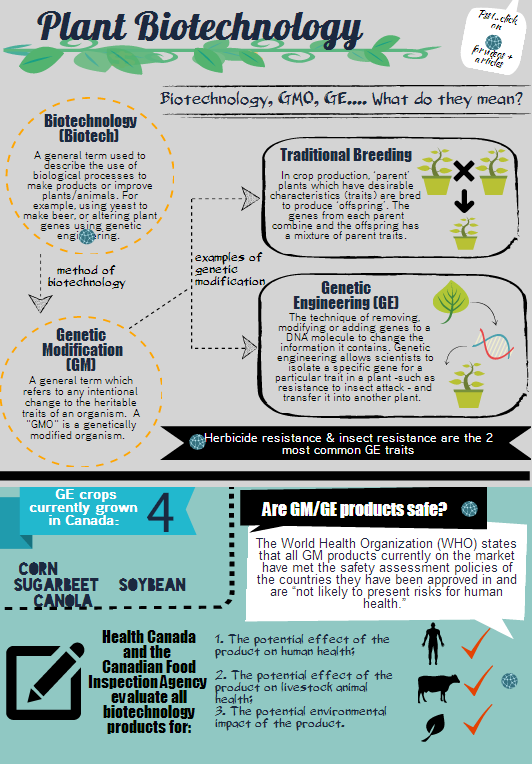 Plant Biotechnology
Psst...click
on
for videos +
articles
Biotechnology, GMO, GE.... What do they mean?
Biotechnology
(Biotech)
A general term used to
describe the use of
biological processes to
make products or improve
plants/animals. For
example, using yeast to
make beer, or altering plant
genes using genetic
engineering.
method of
biotechnology
Genetic
Modification
(GM)
A general term which
refers to any intentional
change to the heritable
traits of an organism. A
"GMO" is a genetically
modified organism.
examples of
genetic
modification
Traditional Breeding
In crop production, 'parent'
plants which have desirable
characteristics (traits) are bred
to produce 'offspring'. The
genes from each parent
combine and the offspring has
a mixture of parent traits.
Genetic
Engineering (GE)
The technique of removing,
modifying or adding genes to a
DNA molecule to change the
information it contains. Genetic
engineering allows scientists to
isolate a specific gene for a
particular trait in a plant -such as
resistance to insect attack - and
transfer it into another plant.
Herbicide resistance & insect resistance are the 2
most common GE traits
GE crops
currently grown
in Canada:
4
CORN
SUGARBEET SOYBEAN
CANOLA
Are GM/GE products safe?
The World Health Organization (WHO) states
that all GM products currently on the market
have met the safety assessment policies of
the countries they have been approved in and
are "not likely to present risks for human
health."
Health Canada
and the
Canadian Food
Inspection Agency
evaluate all
biotechnology
products for:
1. The potential effect of the
product on human health;
2. The potential effect of the
product on livestock animal
health;
3. The potential environmental
impact of the product.